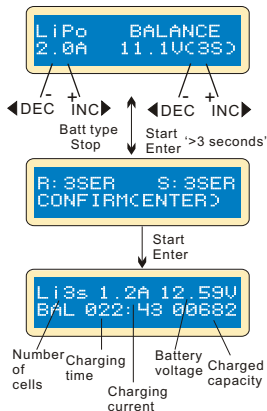 LiPo BALANCE
2.0A 11.1V(3S)
- +
DEC INC
- +
DEC INC
Batt type
Stop
Start
Enter '>3 seconds'
R: 3SER S: 3SER
CONFIRM(ENTER)
Start
Enter
Li3s 1.2A 12.59V
BAL 022:43 00682
Number
of
cells
Charging
time
Charging
current
Battery
voltage
Charged
capacity